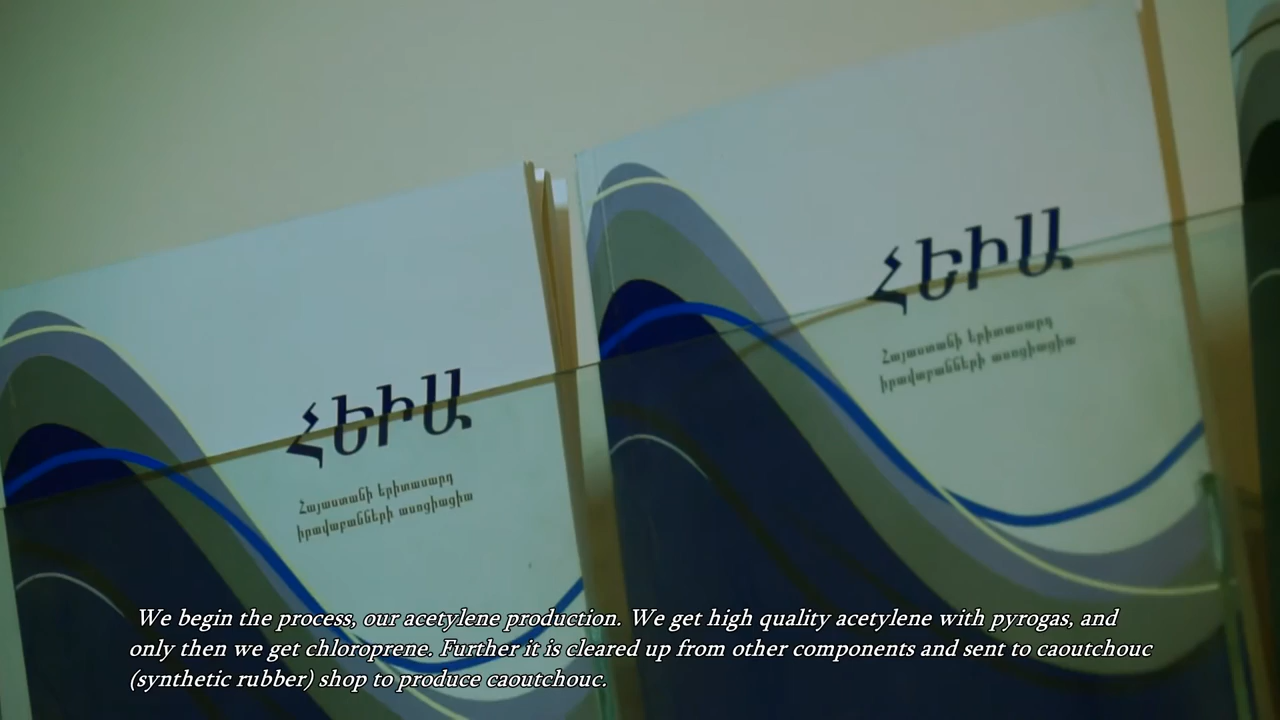 ՀԵԻԱ
Հայաստանի երիտասարդ
իրավաբանների ասոցիացիա
ՀԵԻԱ
Հայաստանի երիտասարդ
իրավաբանների ասոցիացիա
We begin the process, our acetylene production. We get high quality acetylene with pyrogas, and
only then we get chloroprene. Further it is cleared up from other components and sent to caoutchouc
(synthetic rubber) shop to produce caoutchouc.